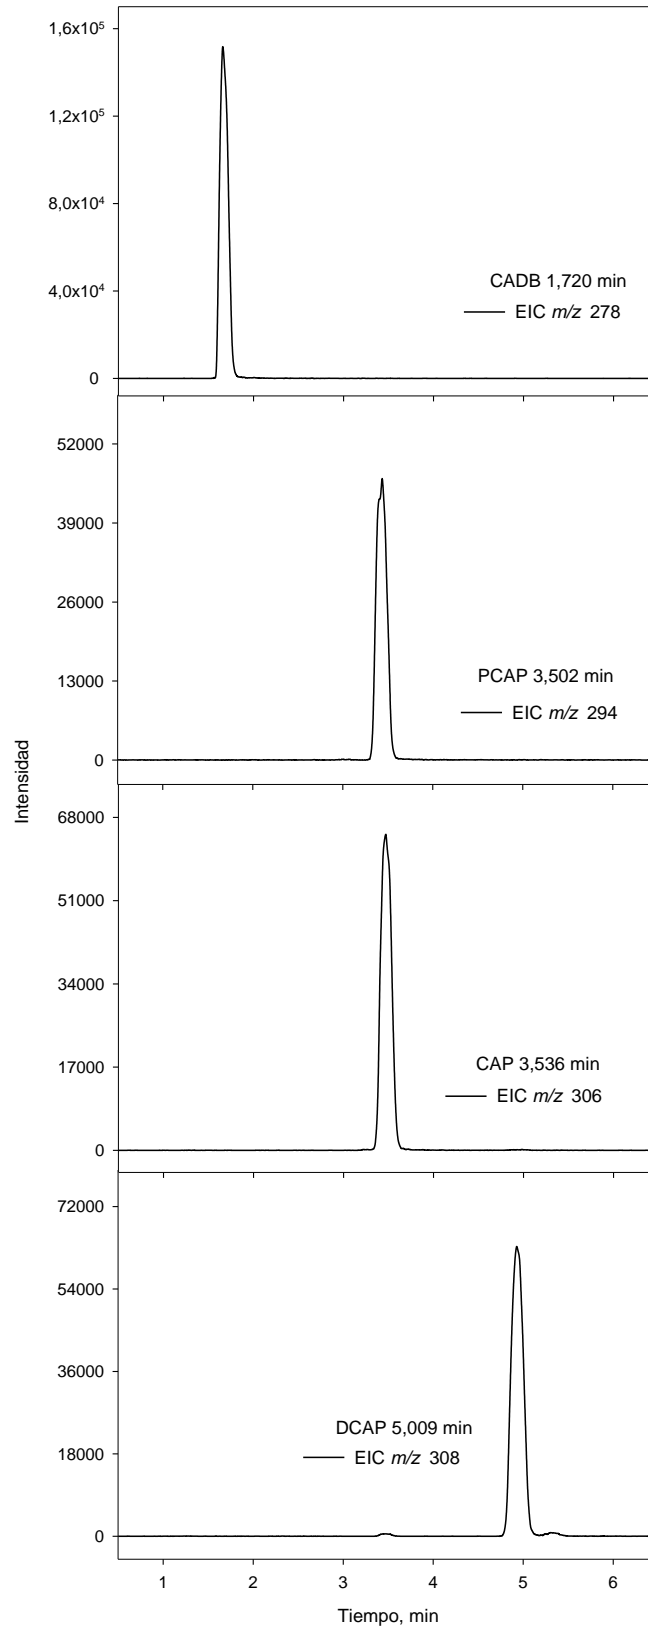 1,6x10⁵
1,2x10⁵
8,0x10⁴
4,0x10⁴
0
CADB 1,720 min
EIC m/z 278
52000
39000
26000
13000
0
PCAP 3,502 min
EIC m/z 294
Intensidad
68000
51000
34000
17000
0
CAP 3,536 min
EIC m/z 306
72000
54000
36000
18000
0
DCAP 5,009 min
EIC m/z 308
1 2 3 4 5 6
Tiempo, min